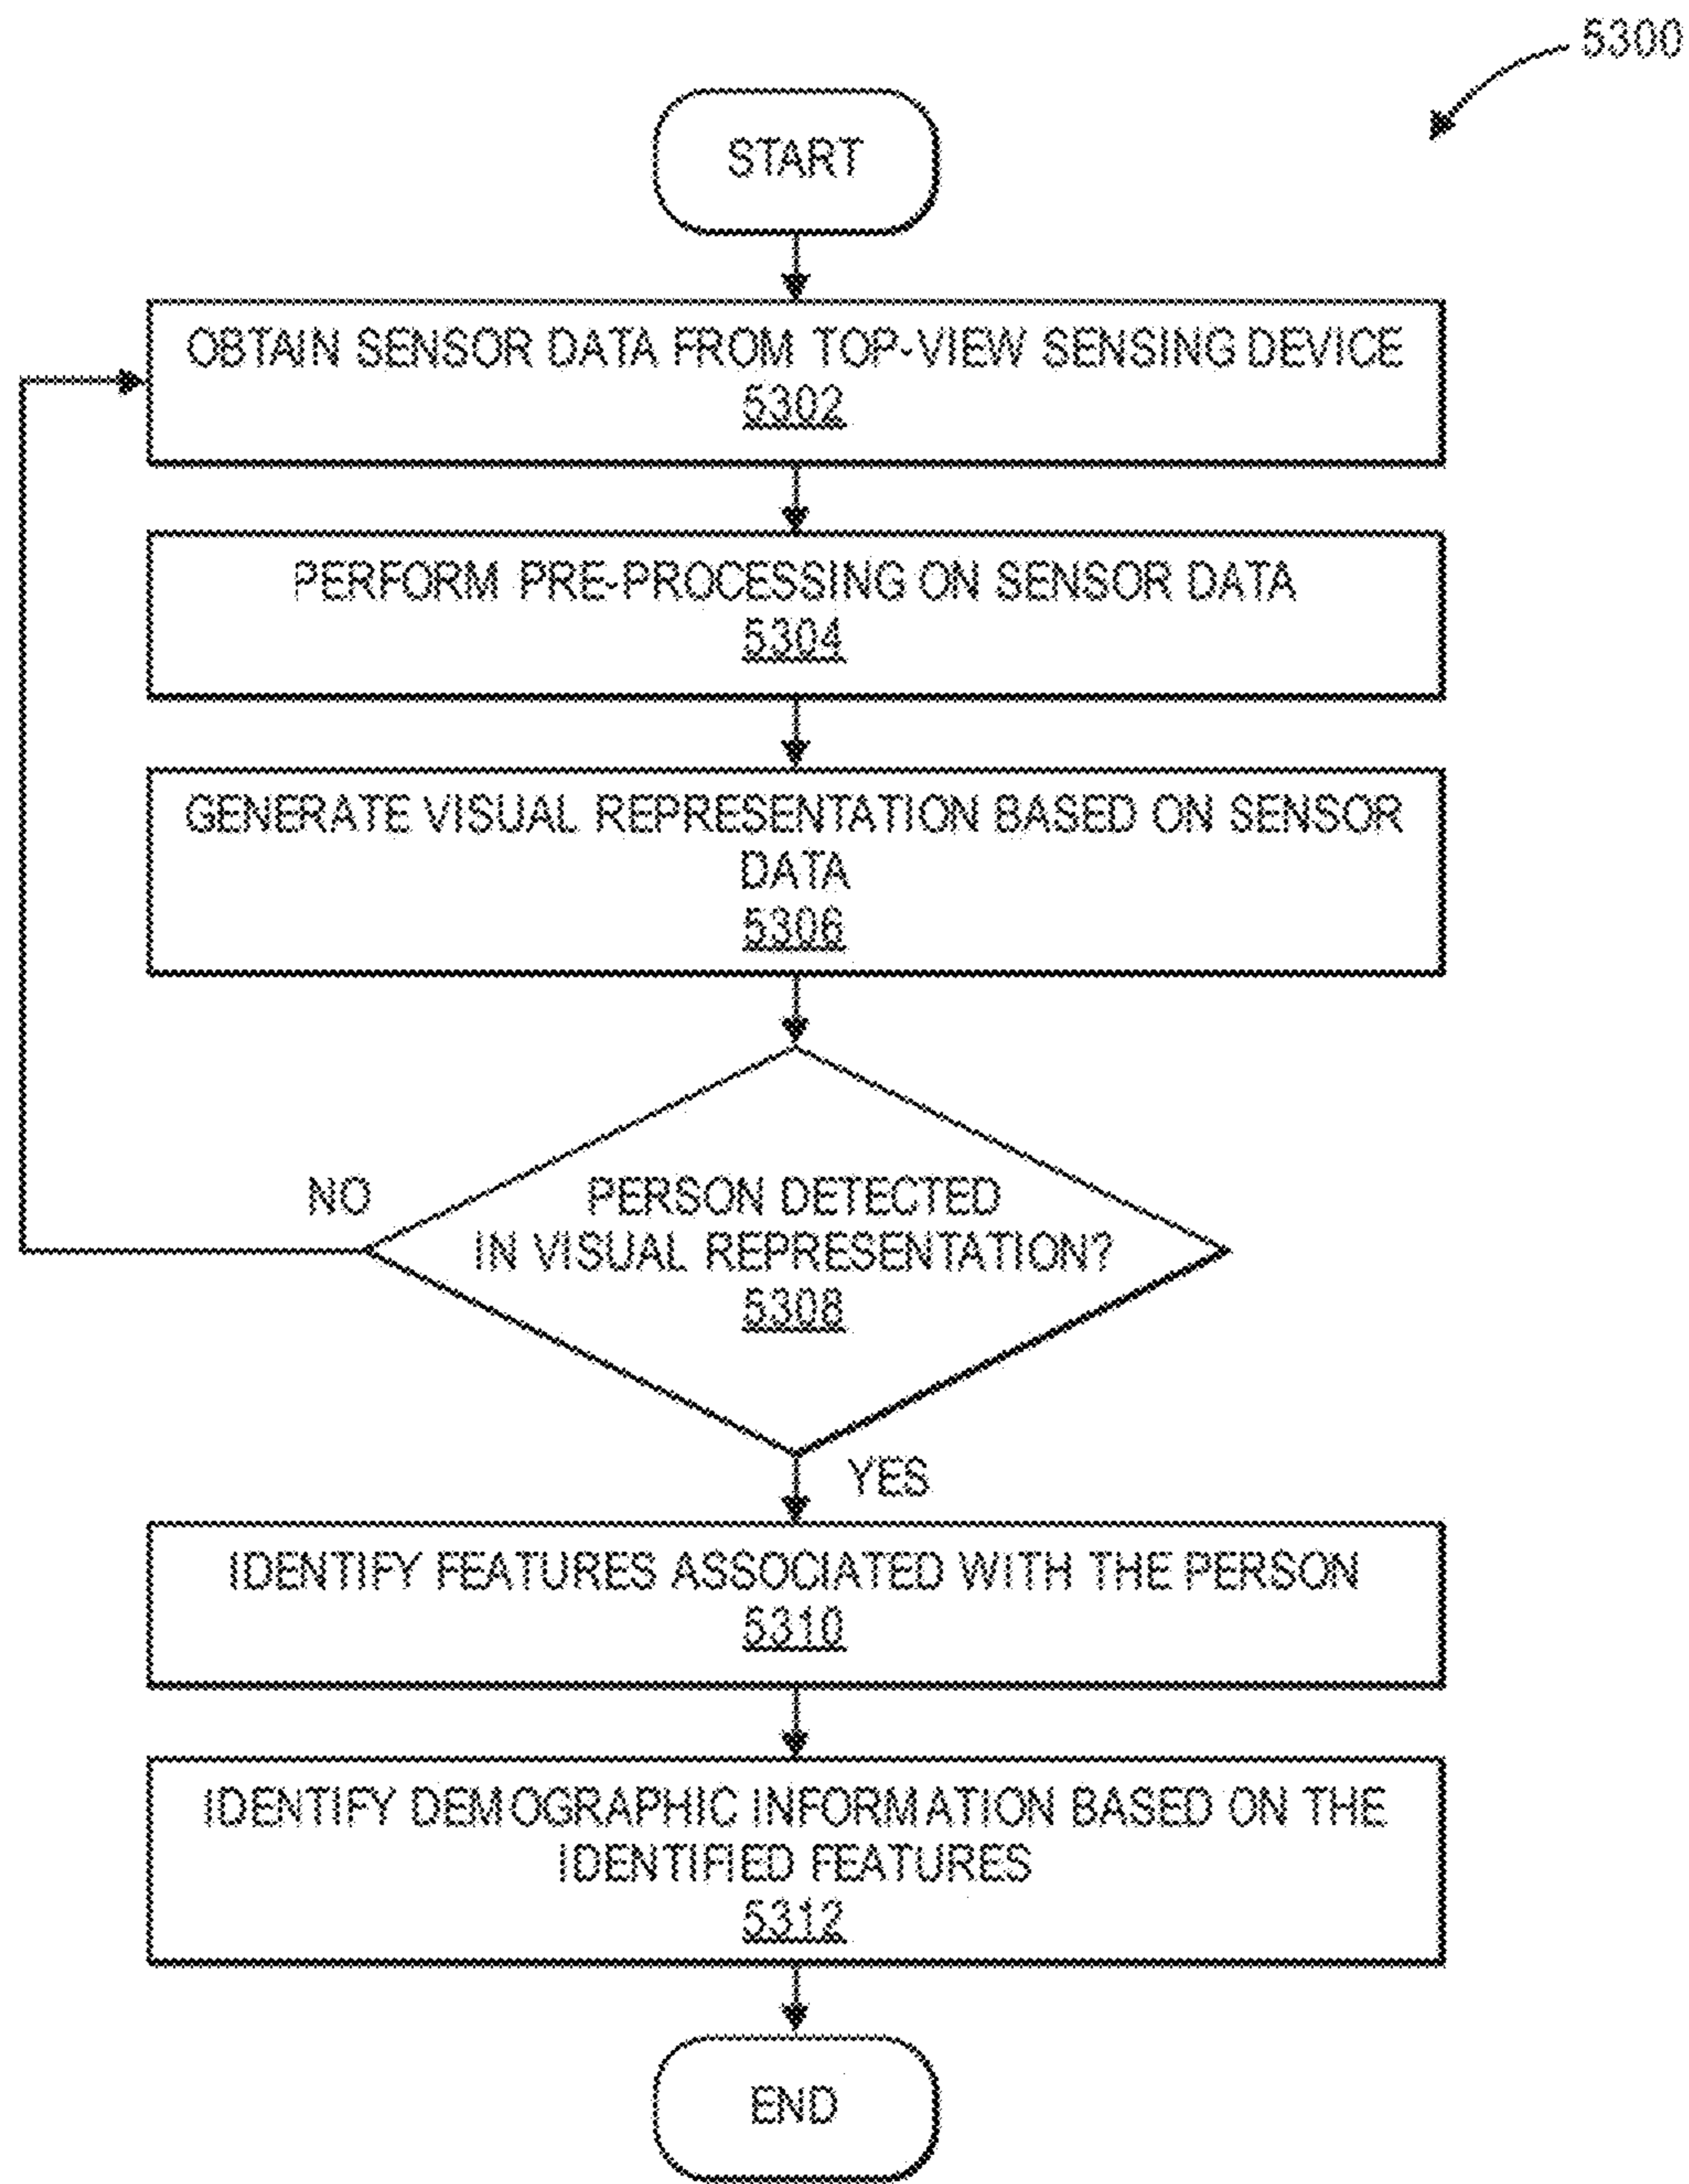 5300
START
OBTAIN SENSOR DATA FROM TOP-VIEW SENSING DEVICE
5302
PERFORM PRE-PROCESSING ON SENSOR DATA
5304
GENERATE VISUAL REPRESENTATION BASED ON SENSOR
DATA
5306
NO
PERSON DETECTED
IN VISUAL REPRESENTATION?
5308
YES
IDENTIFY FEATURES ASSOCIATED WITH THE PERSON
5310
IDENTIFY DEMOGRAPHIC INFORMATION BASED ON THE
IDENTIFIED FEATURES
5312
END